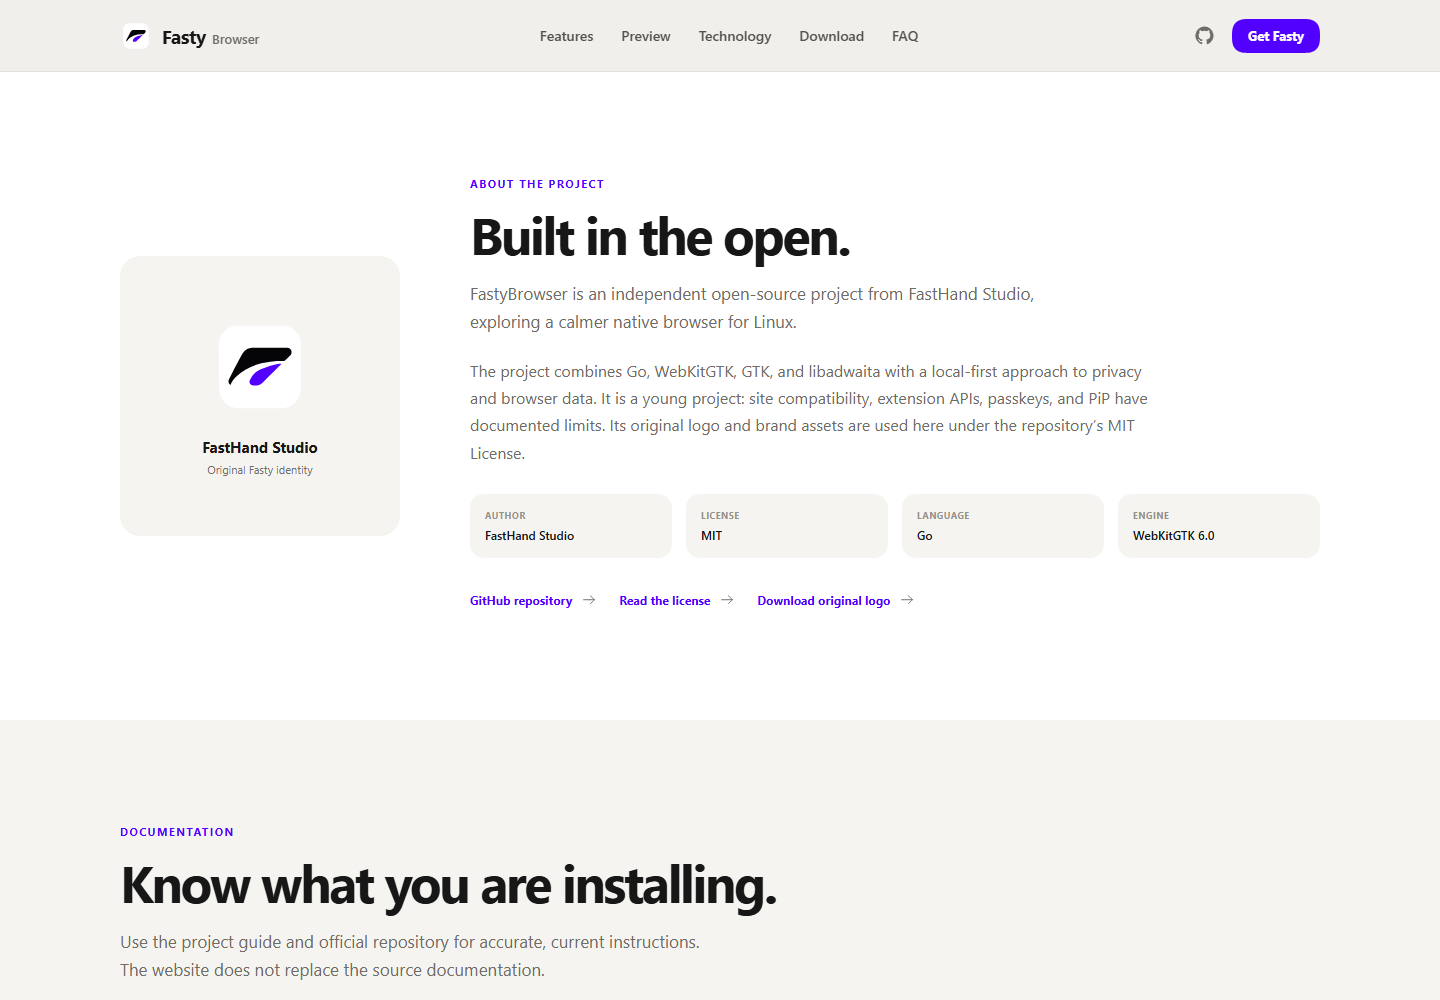 Fasty Browser
Features
Preview
Technology
Download
FAQ
Get Fasty
FastHand Studio
Original Fasty identity
ABOUT THE PROJECT
Built in the open.
FastyBrowser is an independent open-source project from FastHand Studio,
exploring a calmer native browser for Linux.
The project combines Go, WebKitGTK, GTK, and libadwaita with a local-first approach to privacy
and browser data. It is a young project: site compatibility, extension APIs, passkeys, and PiP have
documented limits. Its original logo and brand assets are used here under the repository’s MIT
License.
AUTHOR
FastHand Studio
LICENSE
MIT
LANGUAGE
Go
ENGINE
WebKitGTK 6.0
GitHub repository →
Read the license →
Download original logo →
DOCUMENTATION
Know what you are installing.
Use the project guide and official repository for accurate, current instructions.
The website does not replace the source documentation.